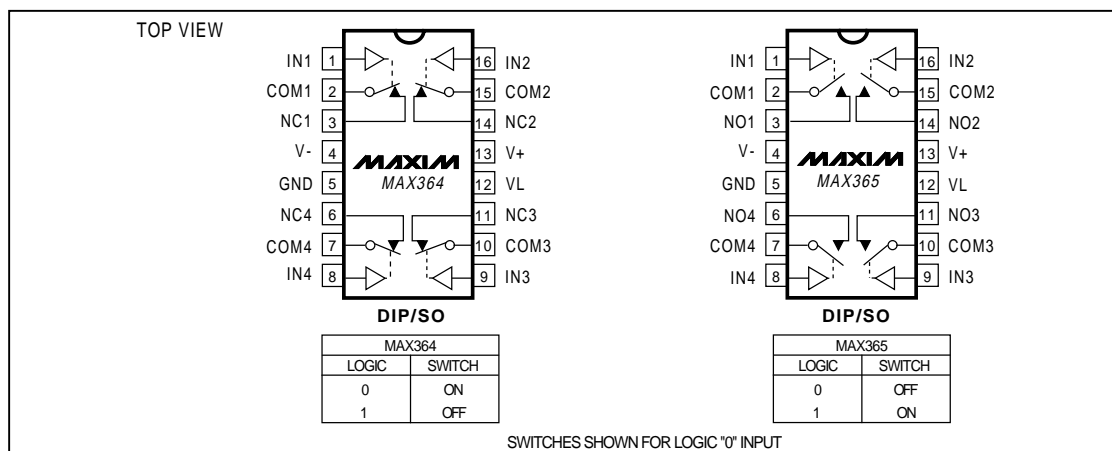 TOP VIEW
IN1 1 16 IN2
COM1 2 15 COM2
NC1 3 14 NC2
V- 4 13 V+
MAXIM
GND 5 MAX364 12 VL
NC4 6 11 NC3
COM4 7 10 COM3
IN4 8 9 IN3
DIP/SO
MAX364
LOGIC SWITCH
0 ON
1 OFF
IN1 1 16 IN2
COM1 2 15 COM2
NO1 3 14 NO2
V- 4 13 V+
MAXIM
GND 5 MAX365 12 VL
NO4 6 11 NO3
COM4 7 10 COM3
IN4 8 9 IN3
DIP/SO
MAX365
LOGIC SWITCH
0 OFF
1 ON
SWITCHES SHOWN FOR LOGIC "0" INPUT